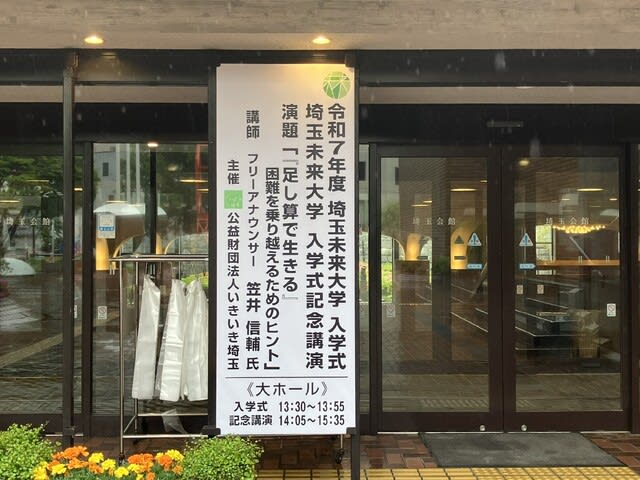 令和7年度 埼玉未来大学 入学式
埼玉未来大学 入学式記念講演
演題「『足し算で生きる』
困難を乗り越えるためのヒント」
講師 フリーアナウンサー 笠井 信輔 氏
主催 公益財団法人いきいき埼玉
《大ホール》
入学式 13:30～13:55
記念講演 14:05～15:35
埼玉会館
埼玉会館
埼玉会館